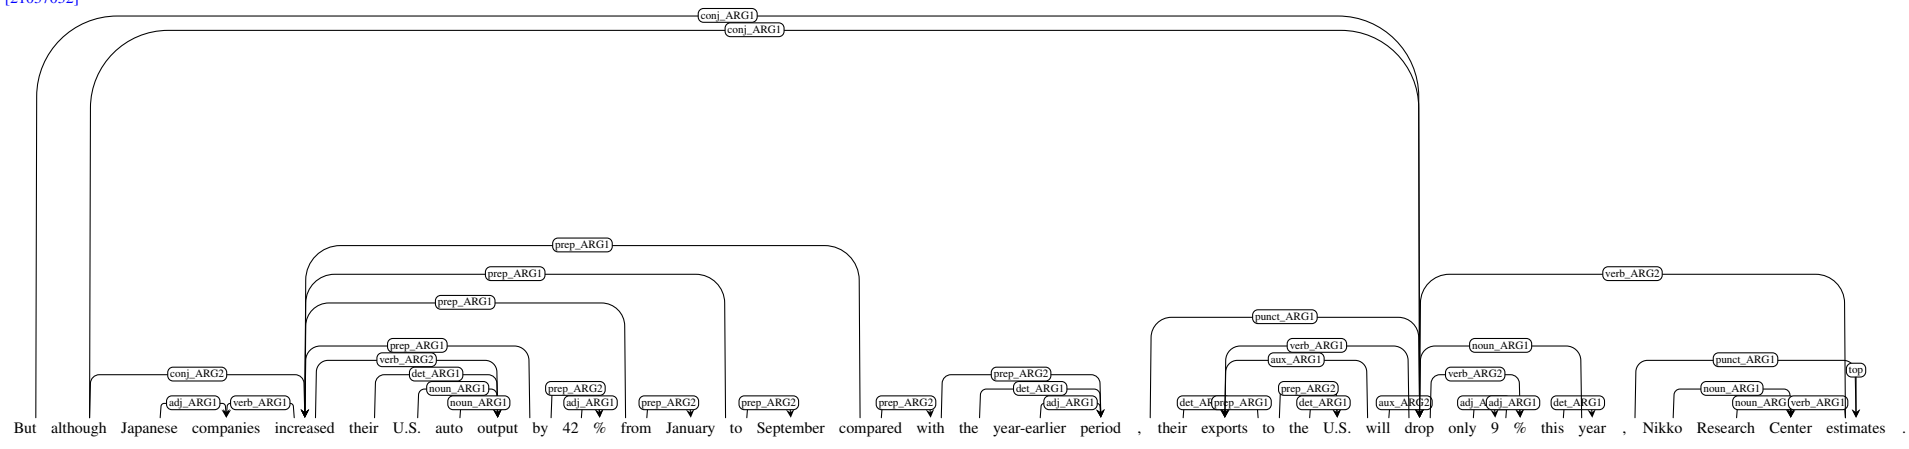 conj_ARG1
conj_ARG1
prep_ARG1
prep_ARG1 verb_ARG2
prep_ARG1
punct_ARG1
prep_ARG1 verb_ARG1 noun_ARG1
verb_ARG2 aux_ARG1 punct_ARG1
conj_ARG2 det_ARG1 prep_ARG2 verb_ARG2 top
noun_ARG1 prep_ARG2 det_ARG1 prep_ARG2 noun_ARG1
adj_ARG1 verb_ARG1 noun_ARG1 adj_ARG1 prep_ARG2 prep_ARG2 prep_ARG2 adj_ARG1 prep_ARG1 det_ARG1 aux_ARG2 adj_ARG1 det_ARG1 verb_ARG1
But although Japanese companies increased their U.S. auto output by 42 % from January to September compared with the year-earlier period , their exports to the U.S. will drop only 9 % this year , Nikko Research Center estimates .